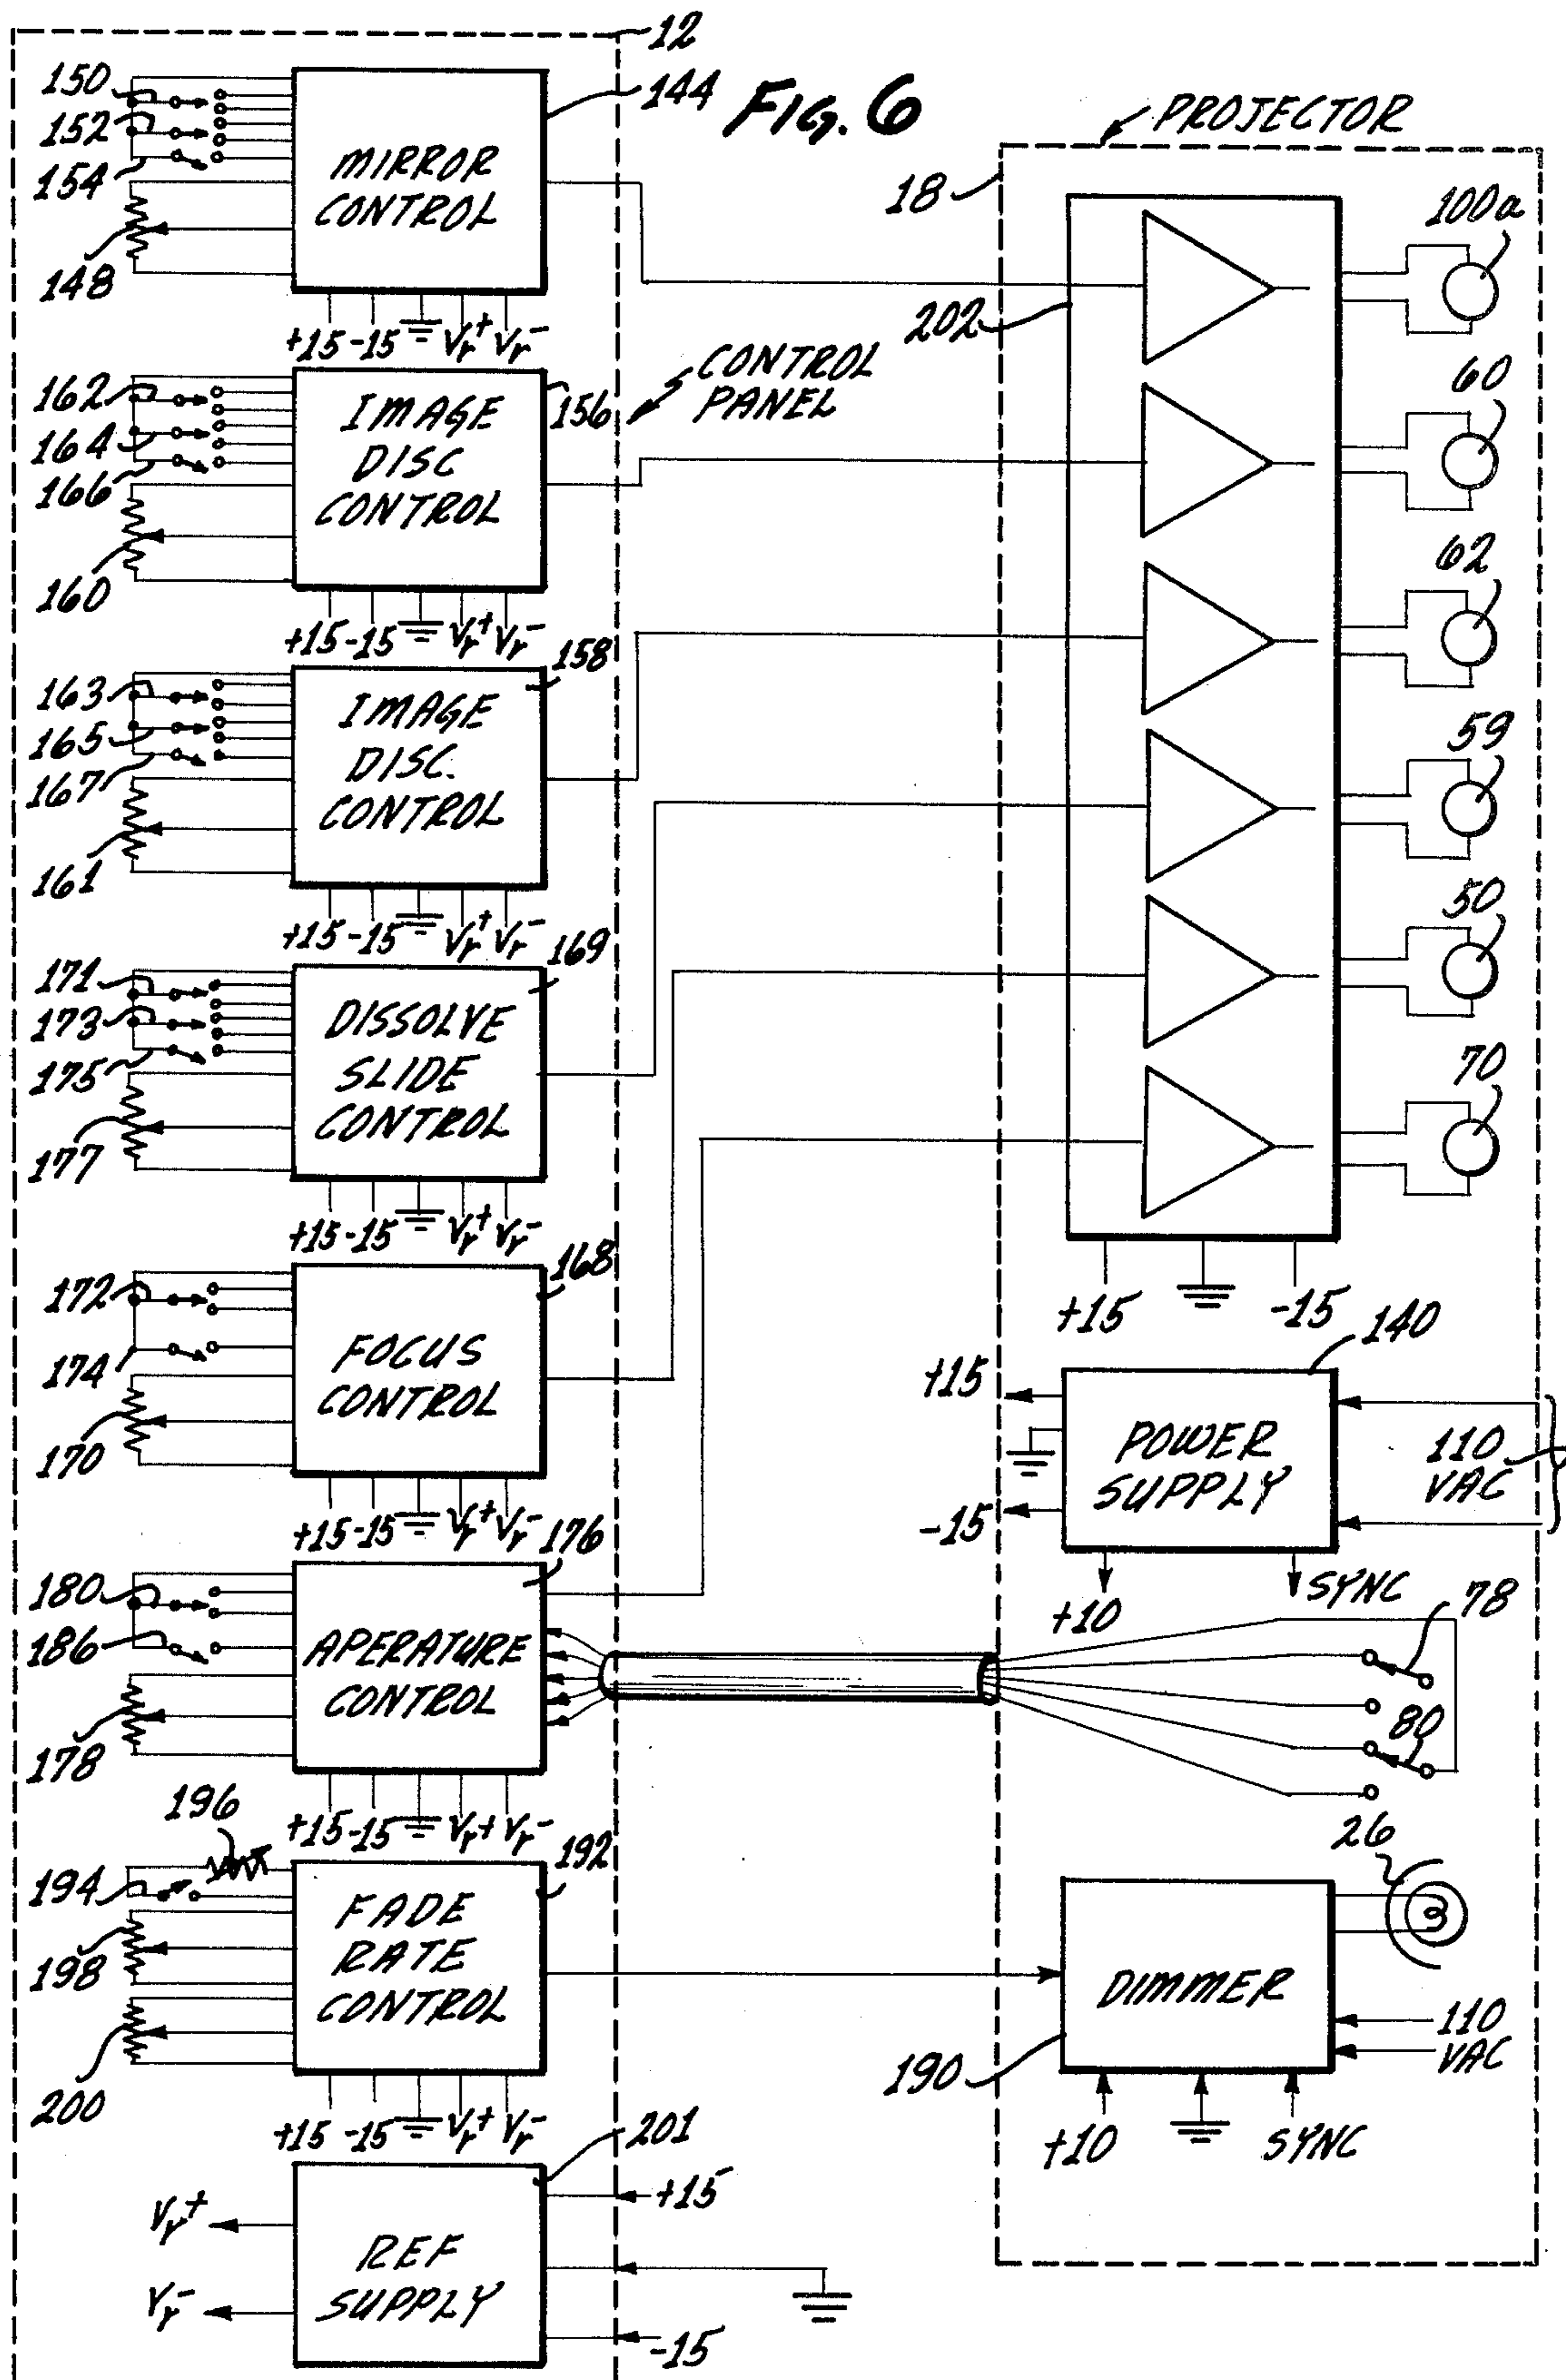 FIG. 6
12
150
152
154
148
144
MIRROR
CONTROL
+15 -15 Vr+ Vr-
CONTROL
PANEL
162
164
166
160
156
IMAGE
DISC
CONTROL
+15 -15 Vr+ Vr-
163
165
167
161
158
IMAGE
DISC.
CONTROL
+15 -15 Vr+ Vr-
171
173
175
177
169
DISSOLVE
SLIDE
CONTROL
+15 -15 Vr+ Vr-
172
174
170
168
FOCUS
CONTROL
+15 -15 Vr+ Vr-
180
186
178
176
APERATURE
CONTROL
+15 -15 Vr+ Vr-
196
194
198
200
192
FADE
RATE
CONTROL
+15 -15 Vr+ Vr-
201
Vr+
Vr-
REF
SUPPLY
+15
-15
PROJECTOR
18
202
100a
60
62
59
50
70
+15 -15
140
+15
-15
POWER
SUPPLY
110
VAC
+10
SYNC
78
80
26
DIMMER
190
110
VAC
+10
SYNC